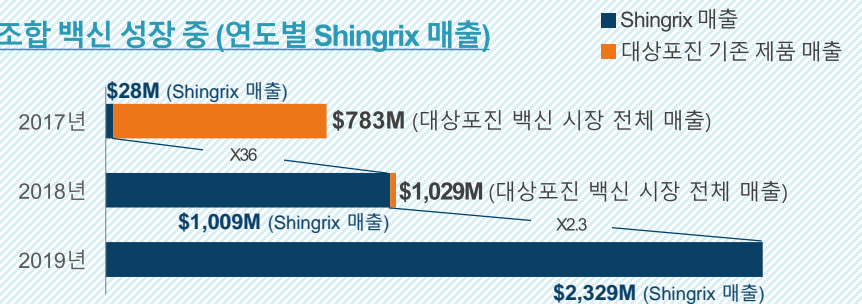 조합 백신 성장 중 (연도별 Shingrix 매출)
Shingrix 매출
대상포진 기존 제품 매출
$28M (Shingrix 매출)
2017년
$783M (대상포진 백신 시장 전체 매출)
X36
2018년
$1,029M (대상포진 백신 시장 전체 매출)
$1,009M (Shingrix 매출)
X2.3
2019년
$2,329M (Shingrix 매출)